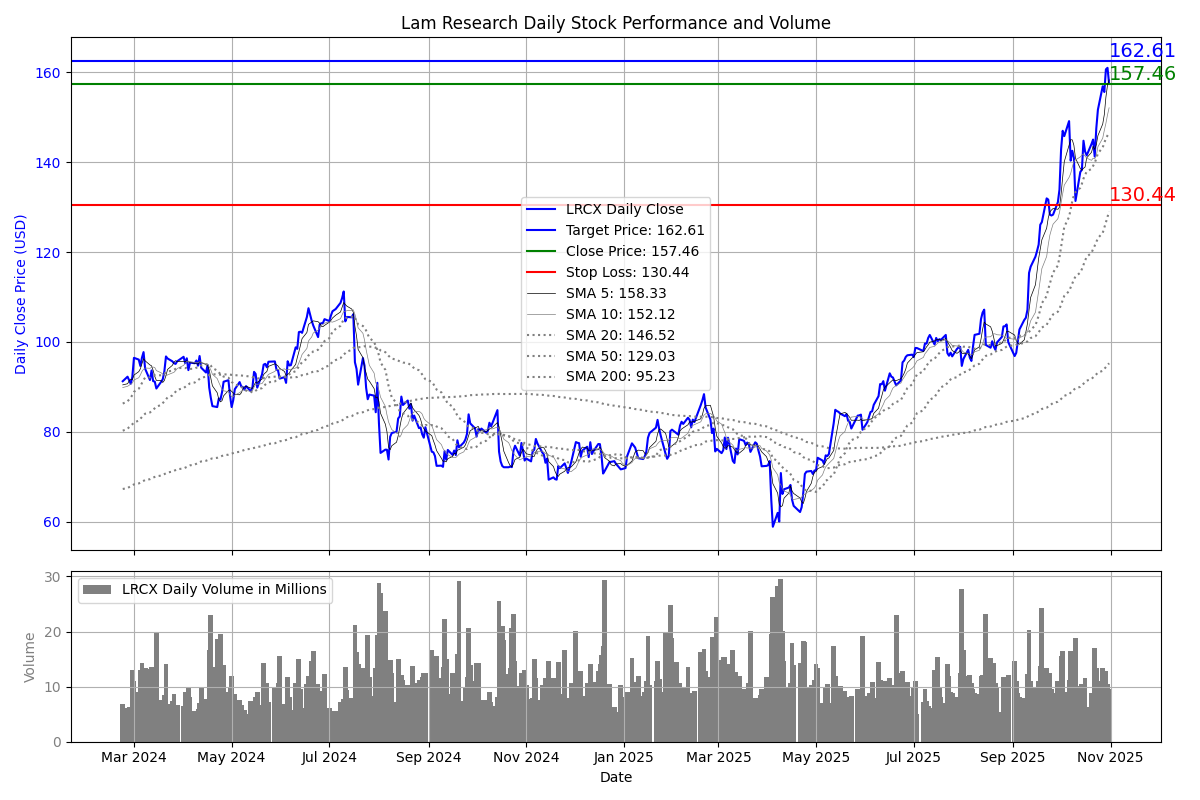 Lam Research Daily Stock Performance and Volume
162.61
160
157.46
140
130.44
120
100
80
60
Daily Close Price (USD)
LRCX Daily Close
Target Price: 162.61
Close Price: 157.46
Stop Loss: 130.44
SMA 5: 158.33
SMA 10: 152.12
SMA 20: 146.52
SMA 50: 129.03
SMA 200: 95.23
30
20
10
0
Volume
LRCX Daily Volume in Millions
Mar 2024 May 2024 Jul 2024 Sep 2024 Nov 2024 Jan 2025 Mar 2025 May 2025 Jul 2025 Sep 2025 Nov 2025
Date